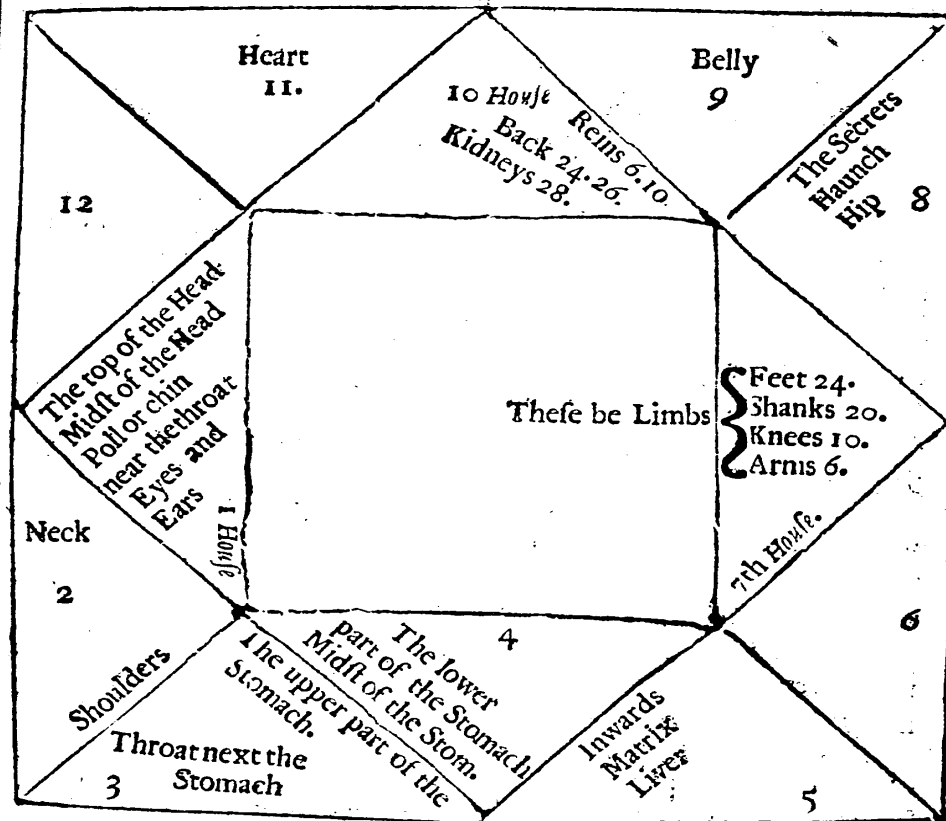 Heart
11.
10 Houſe
Reins 6.10.
Back 24.26.
Kidneys 28.
Belly
9
The Secrets
Haunch
Hip
8
12
The top of the Head
Midſt of the Head
Poll or chin
near the throat
Eyes and
Ears
1 Houſe
Theſe be Limbs
Feet 24.
Shanks 20.
Knees 10.
Arms 6.
7th Houſe.
Neck
2
Shoulders
Throat next the
Stomach
3
The upper part of the
Stomach.
4
The lower
part of the Stomach
Midſt of the Stom.
Inwards
Matrix
Liver
5
6